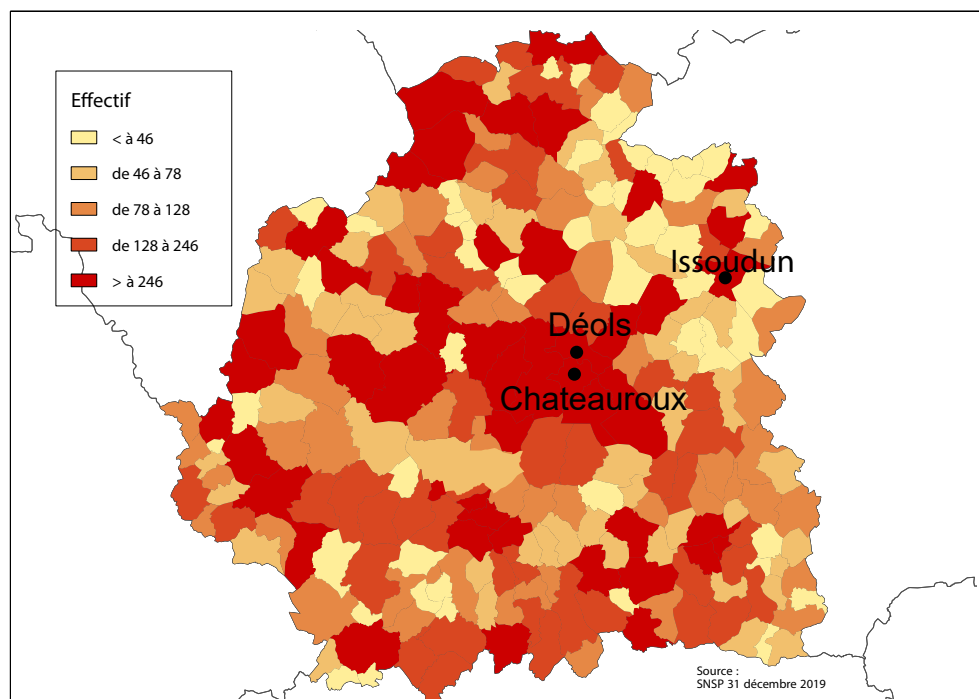 Effectif
< à 46
de 46 à 78
de 78 à 128
de 128 à 246
> à 246
Issoudun
Déols
Chateauroux
Source :
SNSP 31 décembre 2019